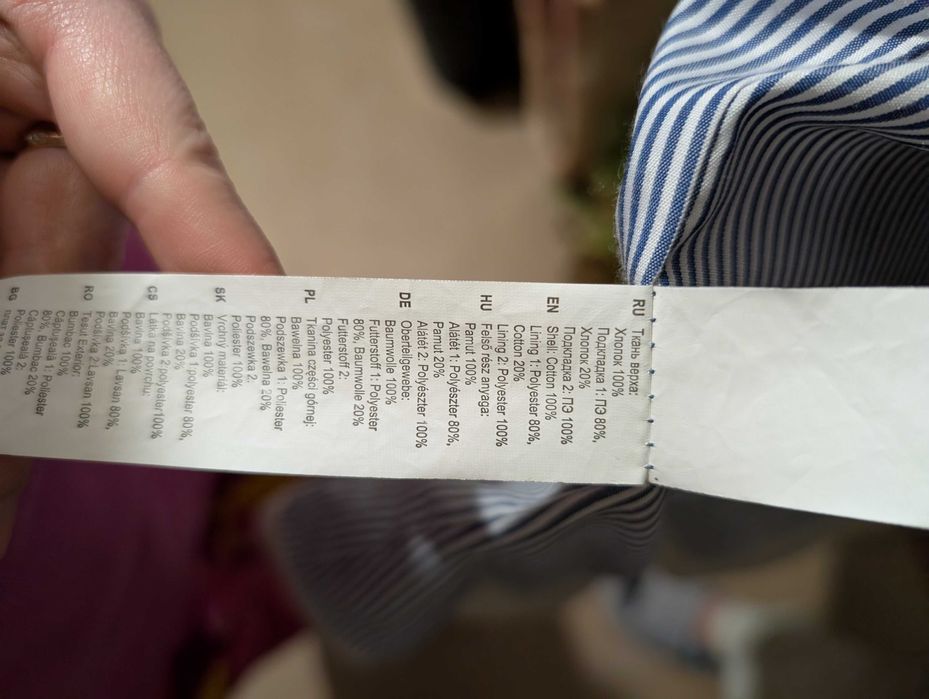 RU Ткань верха:
Хлопок 100%
Подкладка 1: ПЭ 80%,
Хлопок 20%
Подкладка 2: ПЭ 100%
EN Shell: Cotton 100%
Lining 1: Polyester 80%,
Cotton 20%
Lining 2: Polyester 100%
HU Felső rész anyaga:
Pamut 100%
Alátét 1: Polyészter 80%,
Pamut 20%
Alátét 2: Polyészter 100%
DE Oberteilgewebe:
Baumwolle 100%
Futterstoff 1: Polyester
80%, Baumwolle 20%
Futterstoff 2:
Polyester 100%
PL Tkanina części górnej:
Bawełna 100%
Podszewka 1: Poliester
80%, Bawełna 20%
Podszewka 2:
Poliester 100%
SK Vrchny materiál:
Bavlna 100%
Podšívka 1 polyester 80%,
Bavlna 20%
Podšívka 2 polyester100%
CS Látka na povrchu:
Bavlna 100%
Podšívka 1 Lavsan 80%,
Bavlna 20%
Podšívka 2:Lavsan 100%
RO Tesut Exterior:
Bumbac 100%
Căpușeală 1: Poliester
80% Bumbac 20%
Căpușeală 2:
Poliester 100%
BG